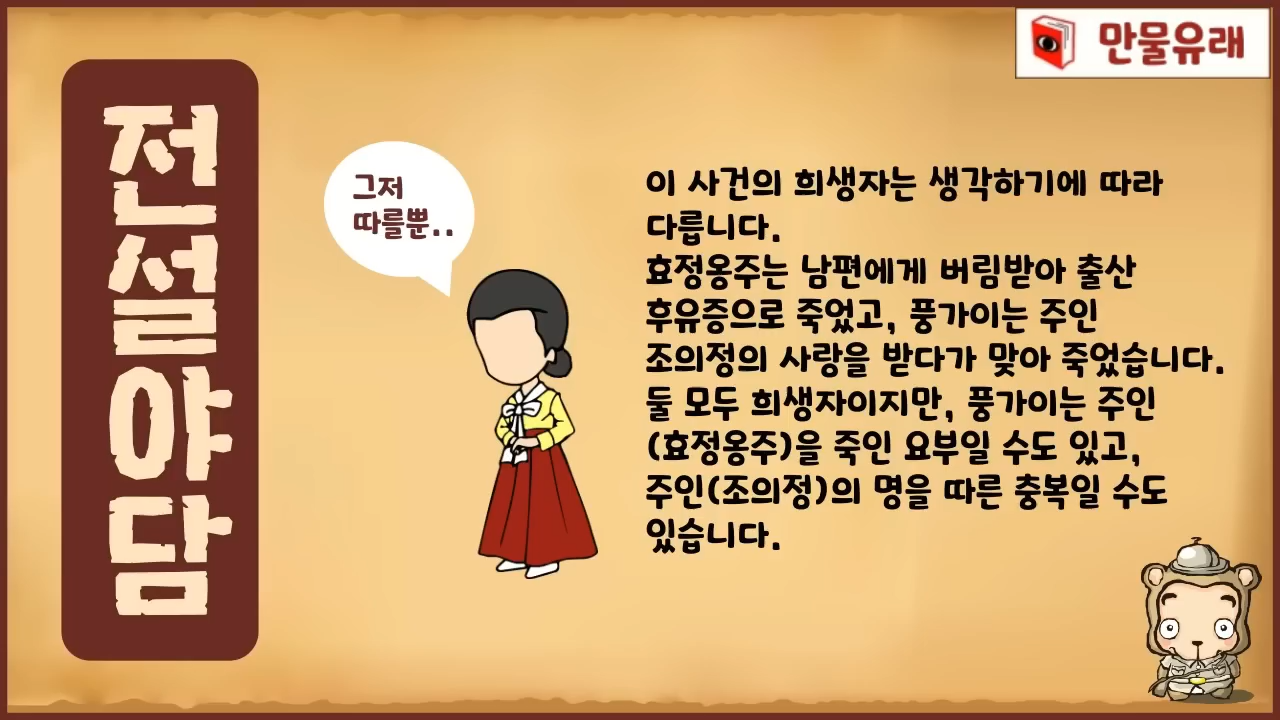 만물유래
전설야담
그저
따를뿐..
이 사건의 희생자는 생각하기에 따라
다릅니다.
효정옹주는 남편에게 버림받아 출산
후유증으로 죽었고, 풍가이는 주인
조의정의 사랑을 받다가 맞아 죽었습니다.
둘 모두 희생자이지만, 풍가이는 주인
(효정옹주)을 죽인 요부일 수도 있고,
주인(조의정)의 명을 따른 충복일 수도
있습니다.